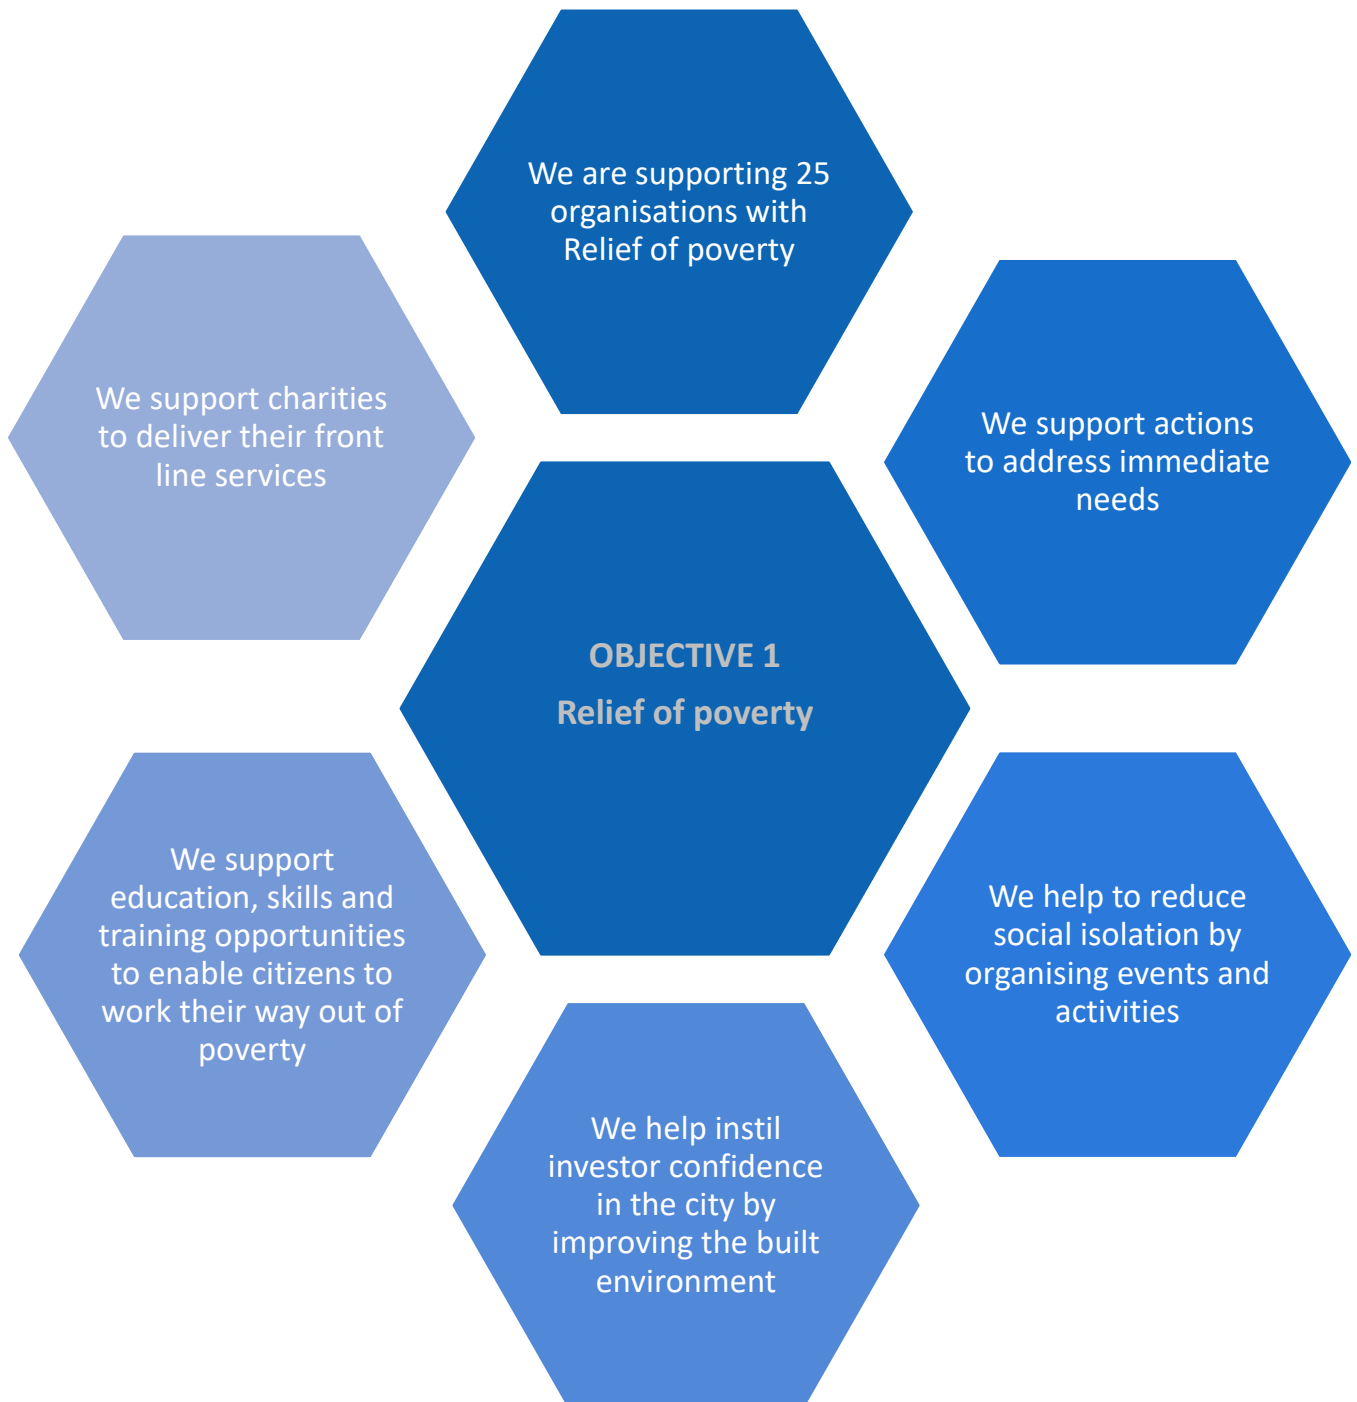 We are supporting 25
organisations with
Relief of poverty
We support charities
to deliver their front
line services
We support actions
to address immediate
needs
OBJECTIVE 1
Relief of poverty
We support
education, skills and
training opportunities
to enable citizens to
work their way out of
poverty
We help to reduce
social isolation by
organising events and
activities
We help instil
investor confidence
in the city by
improving the built
environment